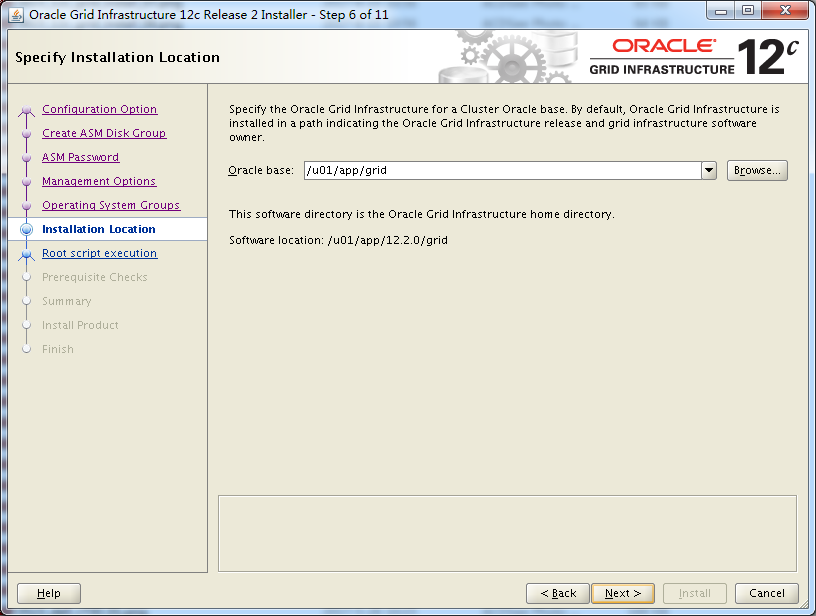 Oracle Grid Infrastructure 12c Release 2 Installer - Step 6 of 11
Specify Installation Location
ORACLE
GRID INFRASTRUCTURE
12c
Configuration Option
Create ASM Disk Group
ASM Password
Management Options
Operating System Groups
Installation Location
Root script execution
Prerequisite Checks
Summary
Install Product
Finish
Specify the Oracle Grid Infrastructure for a Cluster Oracle base. By default, Oracle Grid Infrastructure is
installed in a path indicating the Oracle Grid Infrastructure release and grid infrastructure software
owner.
Oracle base: /u01/app/grid Browse...
This software directory is the Oracle Grid Infrastructure home directory.
Software location: /u01/app/12.2.0/grid
Help < Back Next > Install Cancel